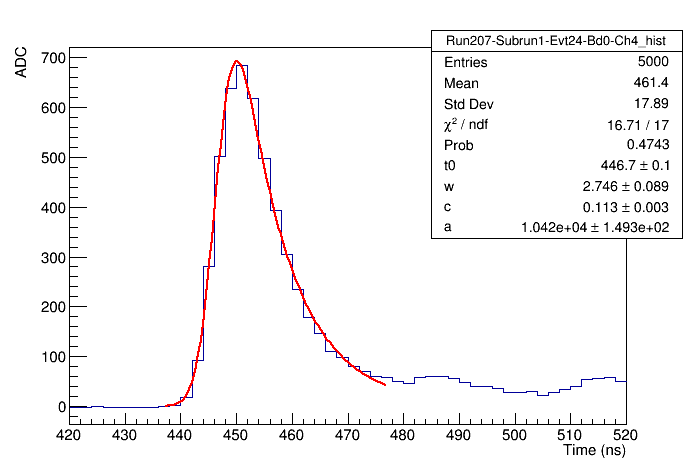 Run207-Subrun1-Evt24-Bd0-Ch4_hist
Entries 5000
Mean 461.4
Std Dev 17.89
χ² / ndf 16.71 / 17
Prob 0.4743
t0 446.7 ± 0.1
w 2.746 ± 0.089
c 0.113 ± 0.003
a 1.042e+04 ± 1.493e+02
ADC
700
600
500
400
300
200
100
0
420 430 440 450 460 470 480 490 500 510 520
Time (ns)